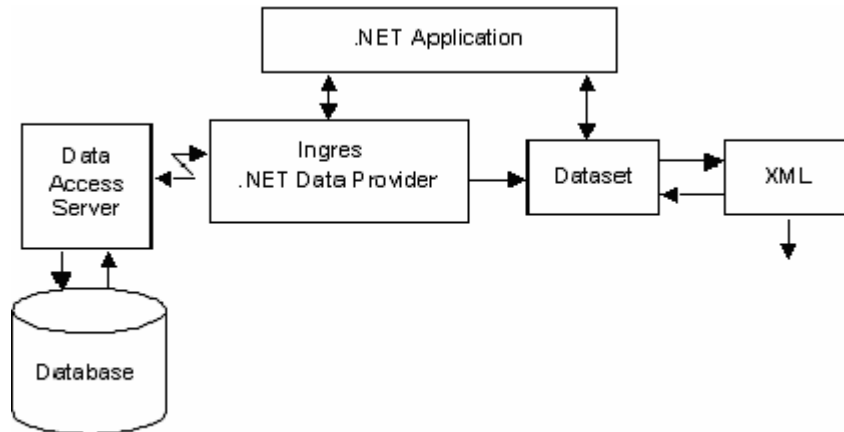 .NET Application
Data
Access
Server
Ingres
.NET Data Provider
Dataset
XML
Database